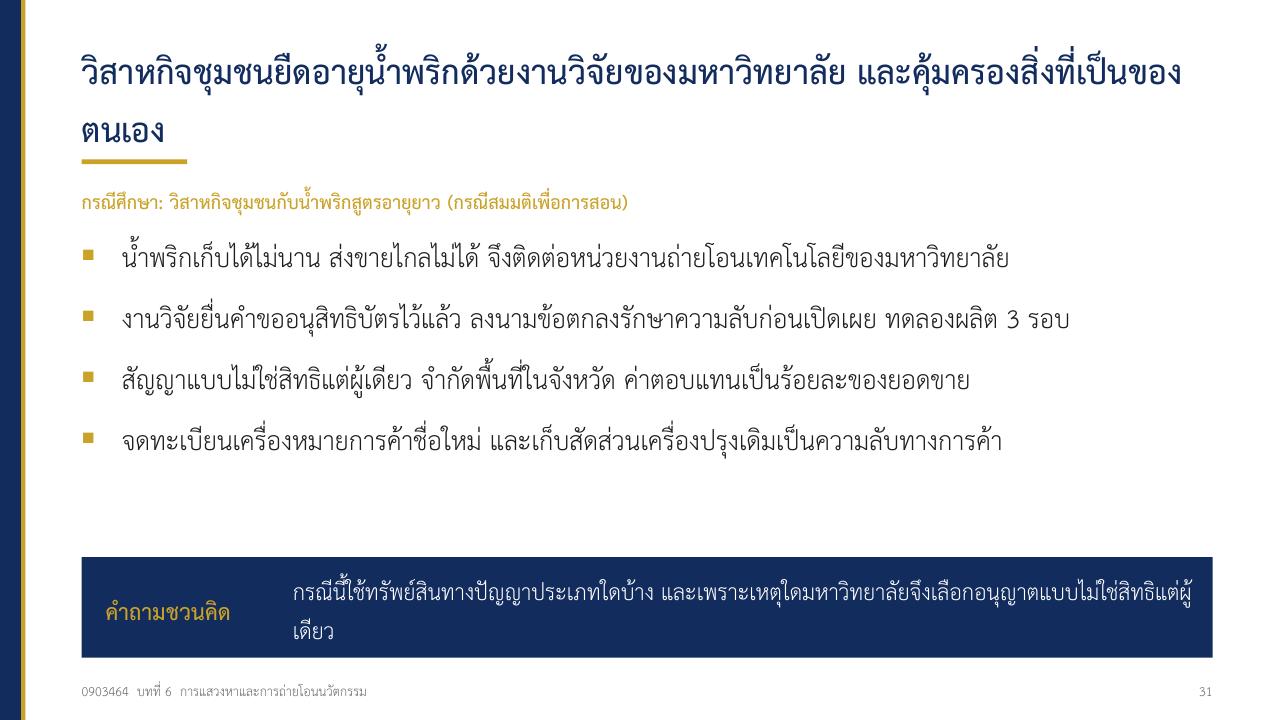 วิสาหกิจชุมชนยืดอายุน้ำพริกด้วยงานวิจัยของมหาวิทยาลัย และคุ้มครองสิ่งที่เป็นของ
ตนเอง
กรณีศึกษา: วิสาหกิจชุมชนกับน้ำพริกสูตรอายุยาว (กรณีสมมติเพื่อการสอน)
น้ำพริกเก็บได้ไม่นาน ส่งขายไกลไม่ได้ จึงติดต่อหน่วยงานถ่ายโอนเทคโนโลยีของมหาวิทยาลัย
งานวิจัยยื่นคำขออนุสิทธิบัตรไว้แล้ว ลงนามข้อตกลงรักษาความลับก่อนเปิดเผย ทดลองผลิต 3 รอบ
สัญญาแบบไม่ใช่สิทธิแต่ผู้เดียว จำกัดพื้นที่ในจังหวัด ค่าตอบแทนเป็นร้อยละของยอดขาย
จดทะเบียนเครื่องหมายการค้าชื่อใหม่ และเก็บสัดส่วนเครื่องปรุงเดิมเป็นความลับทางการค้า
คำถามชวนคิด
กรณีนี้ใช้ทรัพย์สินทางปัญญาประเภทใดบ้าง และเพราะเหตุใดมหาวิทยาลัยจึงเลือกอนุญาตแบบไม่ใช่สิทธิแต่ผู้
เดียว
0903464 บทที่ 6 การแสวงหาและการถ่ายโอนนวัตกรรม
31